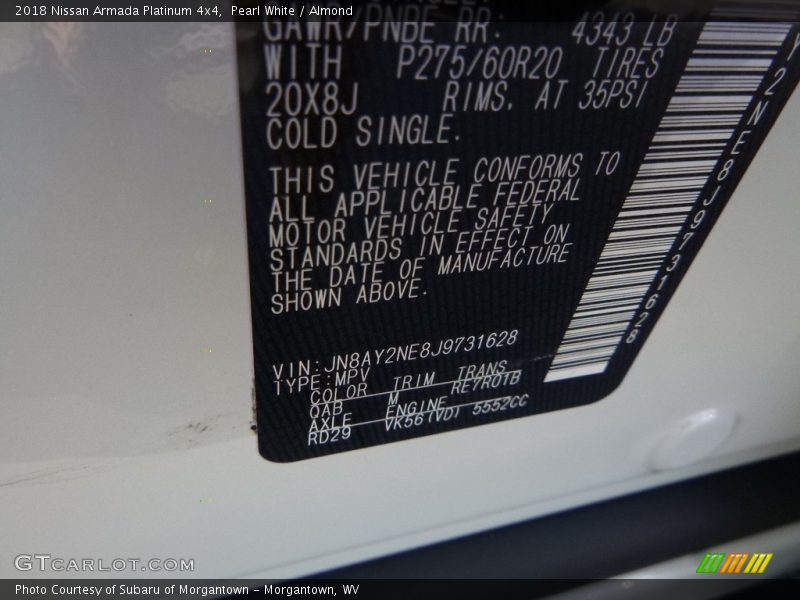 2018 Nissan Armada Platinum 4x4, Pearl White / Almond
GAWR/PNBE RR: 4343 LB
WITH P275/60R20 TIRES
20X8J RIMS. AT 35PSI
COLD SINGLE.
THIS VEHICLE CONFORMS TO
ALL APPLICABLE FEDERAL
MOTOR VEHICLE SAFETY
STANDARDS IN EFFECT ON
THE DATE OF MANUFACTURE
SHOWN ABOVE.
VIN:JN8AY2NE8J9731628
TYPE:MPV
COLOR TRIM TRANS
QAB M RE7R01B
AXLE ENGINE
RD29 VK56(VD) 5552CC
Y2NE8J9731628
GTCARLOT.COM
Photo Courtesy of Subaru of Morgantown - Morgantown, WV